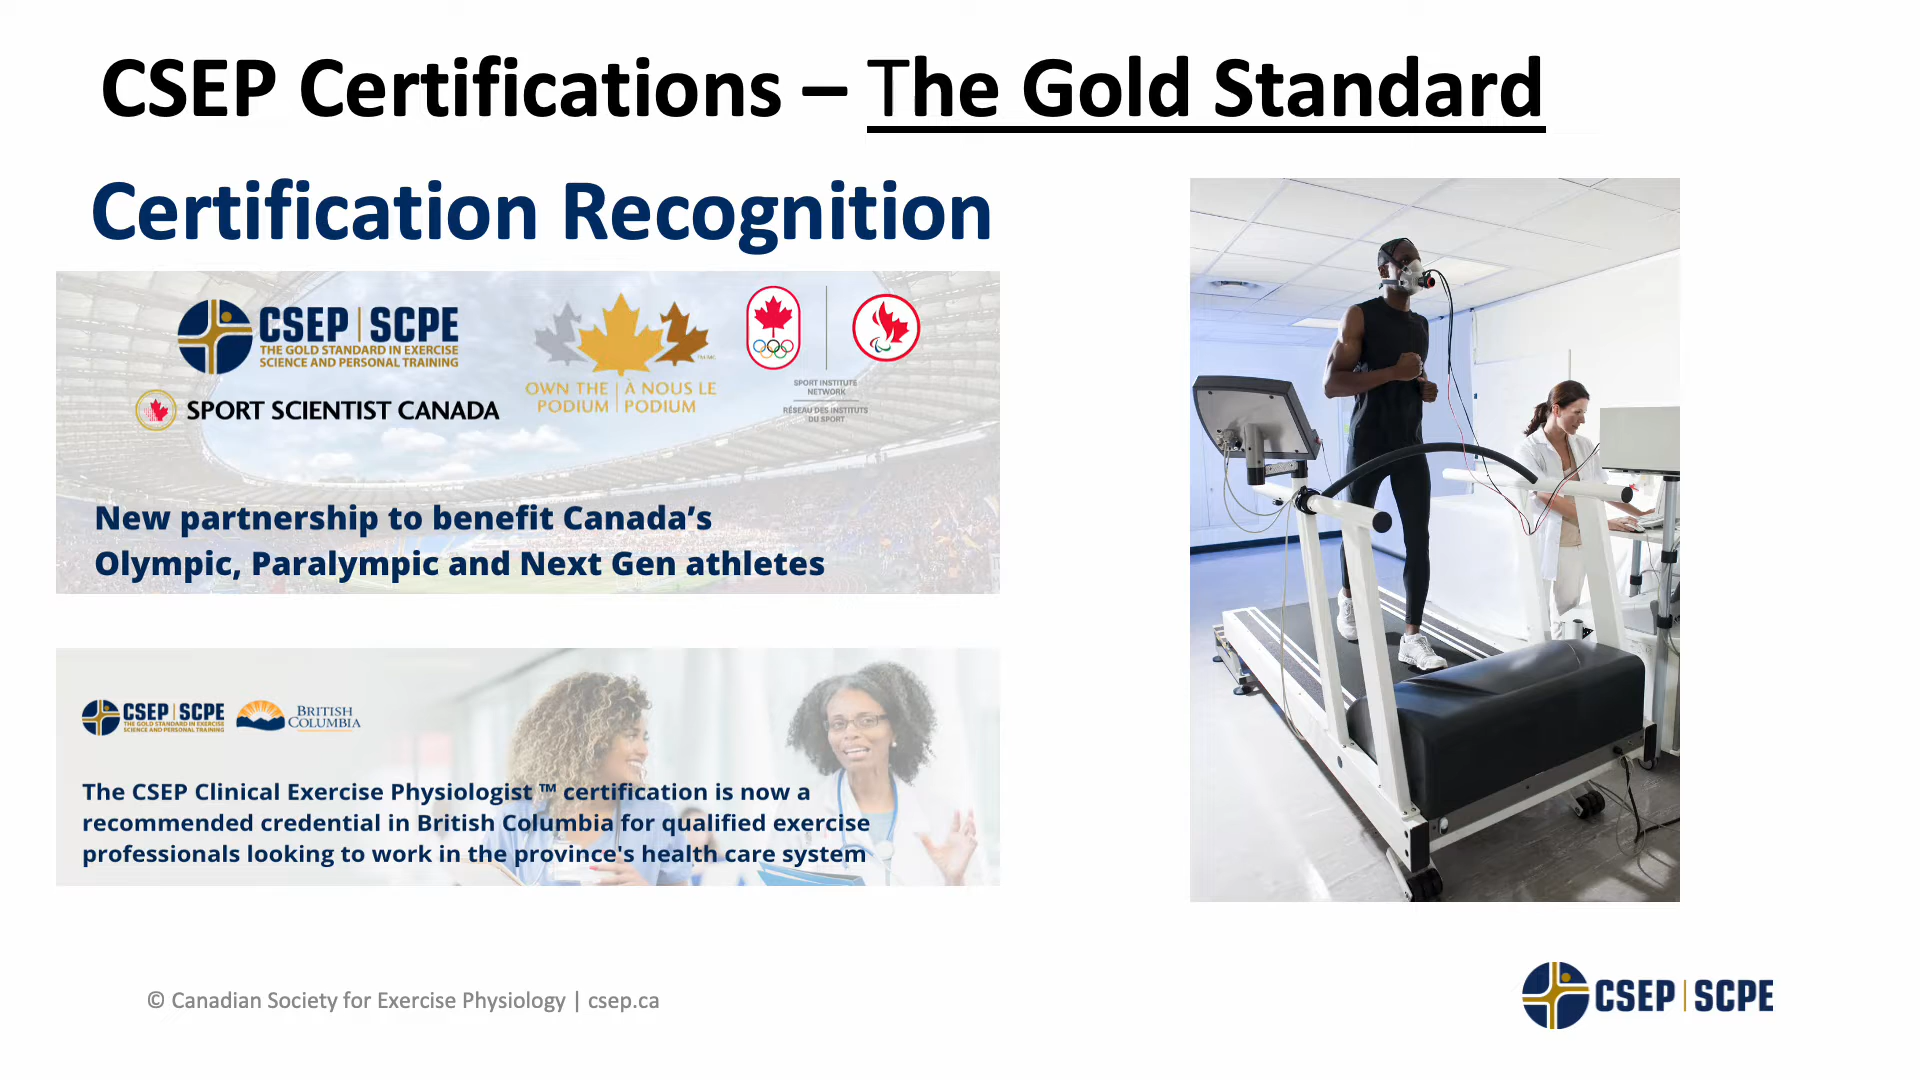 CSEP Certifications – The Gold Standard
Certification Recognition
CSEP | SCPE
THE GOLD STANDARD IN EXERCISE
SCIENCE AND PERSONAL TRAINING
SPORT SCIENTIST CANADA
OWN THE | À NOUS LE
PODIUM | PODIUM
SPORT INSTITUTE
NETWORK
RÉSEAU DES INSTITUTS
DU SPORT
New partnership to benefit Canada’s
Olympic, Paralympic and Next Gen athletes
CSEP | SCPE
THE GOLD STANDARD IN EXERCISE
SCIENCE AND PERSONAL TRAINING
BRITISH
COLUMBIA
The CSEP Clinical Exercise Physiologist ™ certification is now a
recommended credential in British Columbia for qualified exercise
professionals looking to work in the province's health care system
© Canadian Society for Exercise Physiology | csep.ca
CSEP | SCPE